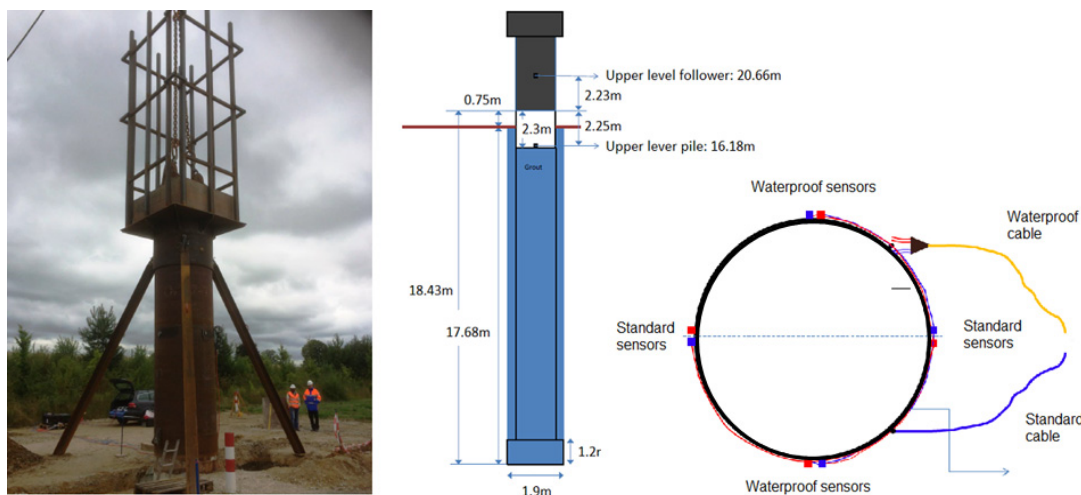 Upper level follower: 20.66m
2.23m
0.75m
2.3m
2.25m
Upper lever pile: 16.18m
Grout
18.43m
17.68m
1.2r
1.9m
Waterproof sensors
Waterproof
cable
Standard
sensors
Standard
sensors
Standard
cable
Waterproof sensors